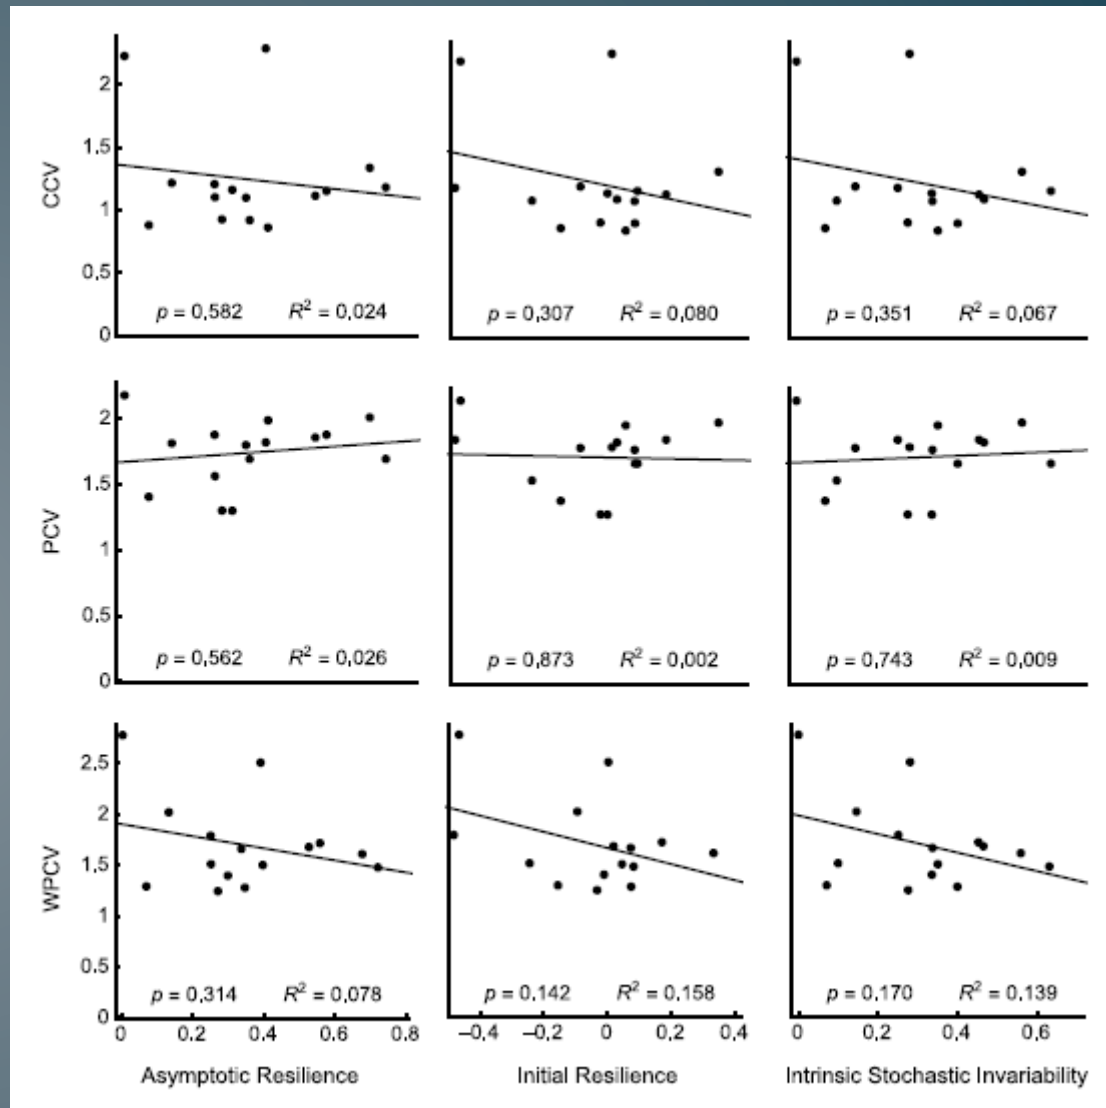 CCV
2
1.5
1
0.5
0
p = 0,582 R² = 0,024
p = 0,307 R² = 0,080
p = 0,351 R² = 0,067
PCV
2
1.5
1
0.5
0
p = 0,562 R² = 0,026
p = 0,873 R² = 0,002
p = 0,743 R² = 0,009
WPCV
2.5
2
1.5
1
0.5
0
p = 0,314 R² = 0,078
p = 0.142 R² = 0.158
p = 0.170 R² = 0.139
0 0.2 0.4 0.6 0.8
–0,4 –0,2 0 0,2 0,4
0 0,2 0,4 0,6
Asymptotic Resilience
Initial Resilience
Intrinsic Stochastic Invariability